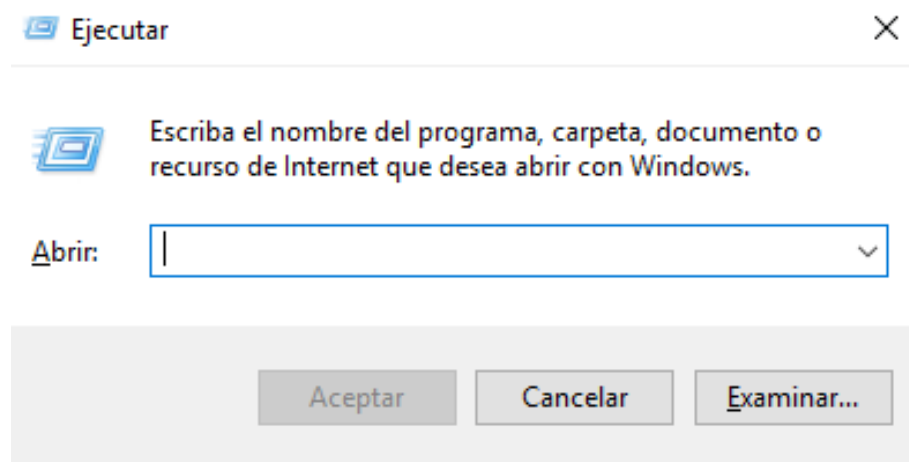 Ejecutar
Escriba el nombre del programa, carpeta, documento o
recurso de Internet que desea abrir con Windows.
Abrir:
Aceptar Cancelar Examinar...